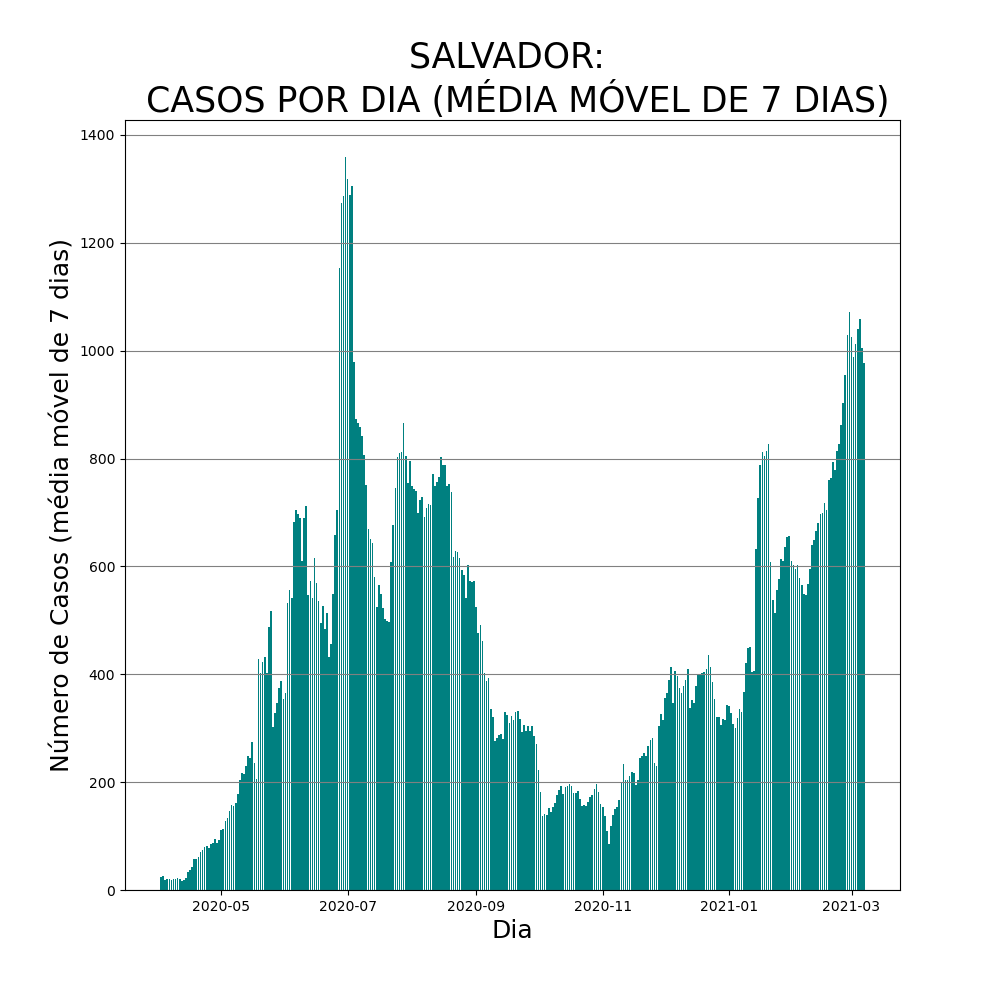 SALVADOR:
CASOS POR DIA (MÉDIA MÓVEL DE 7 DIAS)
Número de Casos (média móvel de 7 dias)
1400
1200
1000
800
600
400
200
0
2020-05 2020-07 2020-09 2020-11 2021-01 2021-03
Dia